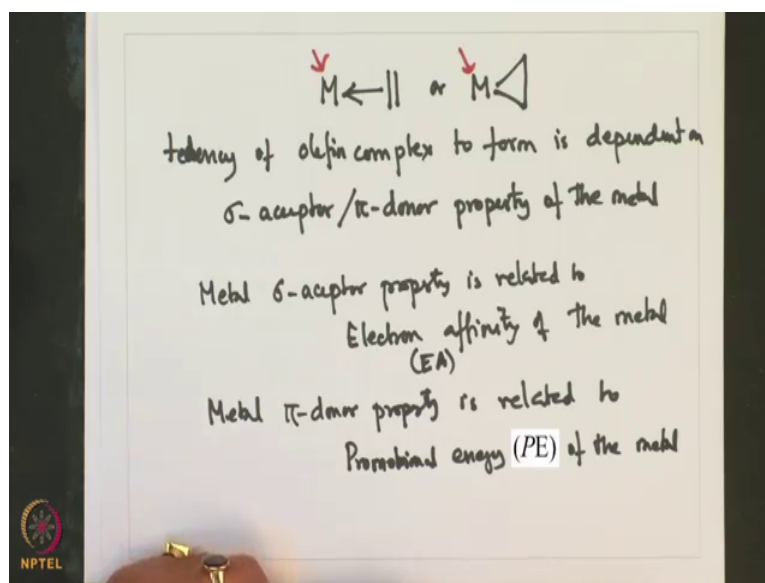 M←|| or M◁
tedency of olefin complex to form is dependent on
σ-acceptor/π-donor property of the metal
Metal σ-acceptor property is related to
Electron affinity of the metal
(EA)
Metal π-donor property is related to
Promotional energy (PE) of the metal
NPTEL